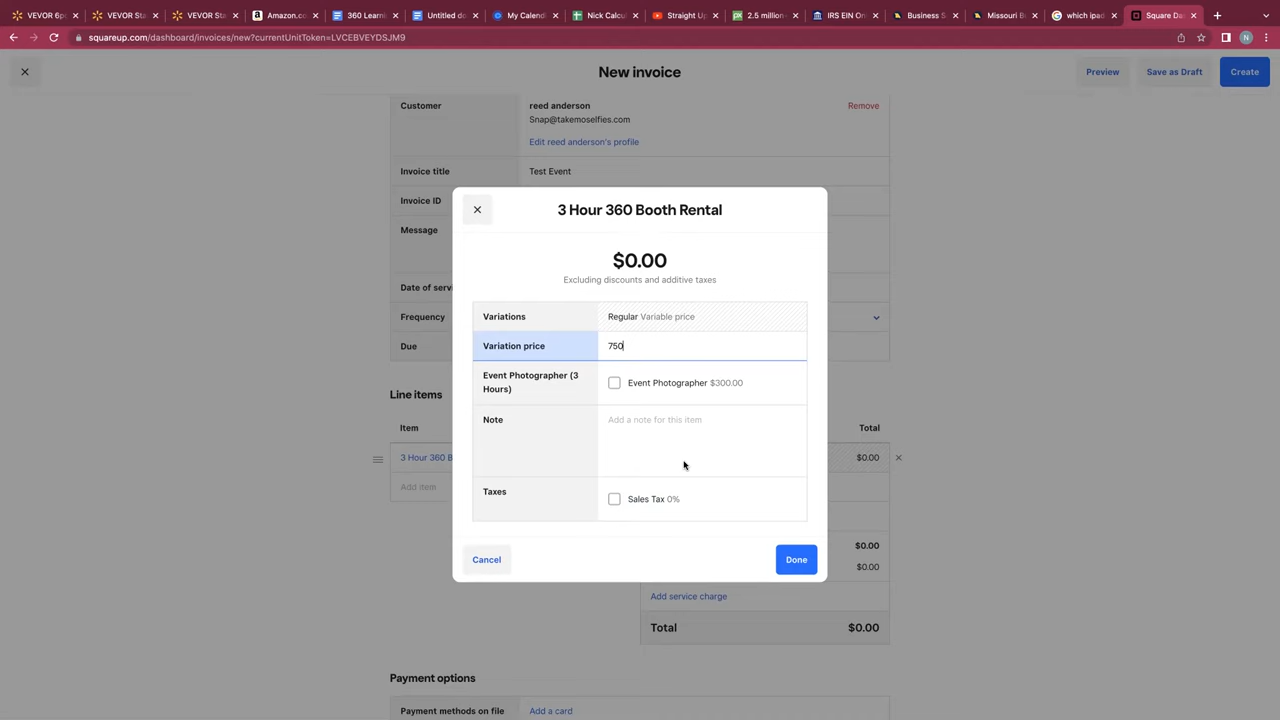 VEVOR 6p
VEVOR Sta
VEVOR Sta
Amazon.co
360 Learni
Untitled do
My Calend
Nick Calcu
Straight Up
2.5 million
IRS EIN On
Business S
Missouri B
which ipad
Square Da
squareup.com/dashboard/invoices/new?currentUnitToken=LVCEBVEYDSJM9
N
New invoice
Preview
Save as Draft
Create
Customer
reed anderson
Remove
Snap@takemoselfies.com
Edit reed anderson's profile
Invoice title
Test Event
Invoice ID
Message
Date of servi
Frequency
Due
3 Hour 360 Booth Rental
$0.00
Excluding discounts and additive taxes
Variations
Regular Variable price
Variation price
750
Event Photographer (3
Hours)
Event Photographer $300.00
Note
Add a note for this item
Taxes
Sales Tax 0%
Cancel
Done
Line items
Item
Total
3 Hour 360 B
$0.00
Add item
$0.00
$0.00
Add service charge
Total
$0.00
Payment options
Payment methods on file
Add a card